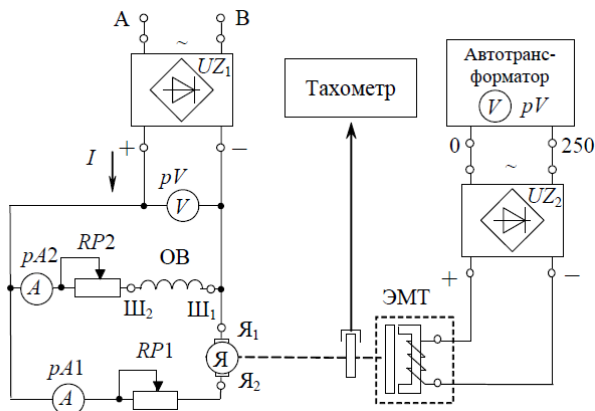 А В
~
UZ1
+ −
I
pV
V
pA2 RP2 ОВ
A
Ш2 Ш1
Я1
Я
Я2
pA1 RP1
A
Тахометр
ЭМТ
Автотранс-
форматор
V pV
0 250
~
UZ2
+ −